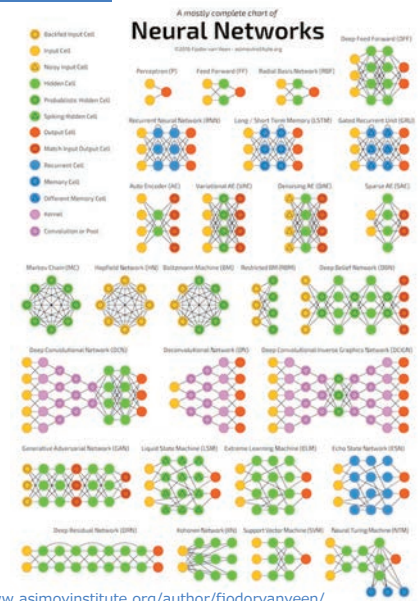 A mostly complete chart of
Neural Networks
©2016 Fjodor van Veen - asimovinstitute.org
Backfed Input Cell
Input Cell
Noisy Input Cell
Hidden Cell
Probablistic Hidden Cell
Spiking Hidden Cell
Output Cell
Match Input Output Cell
Recurrent Cell
Memory Cell
Different Memory Cell
Kernel
Convolution or Pool
Deep Feed Forward (DFF)
Perceptron (P)
Feed Forward (FF)
Radial Basis Network (RBF)
Recurrent Neural Network (RNN)
Long / Short Term Memory (LSTM)
Gated Recurrent Unit (GRU)
Auto Encoder (AE)
Variational AE (VAE)
Denoising AE (DAE)
Sparse AE (SAE)
Markov Chain (MC)
Hopfield Network (HN)
Boltzmann Machine (BM)
Restricted BM (RBM)
Deep Belief Network (DBN)
Deep Convolutional Network (DCN)
Deconvolutional Network (DN)
Deep Convolutional Inverse Graphics Network (DCIGN)
Generative Adversarial Network (GAN)
Liquid State Machine (LSM)
Extreme Learning Machine (ELM)
Echo State Network (ESN)
Deep Residual Network (DRN)
Kohonen Network (KN)
Support Vector Machine (SVM)
Neural Turing Machine (NTM)
w.asimovinstitute.org/author/fjodorvanveen/